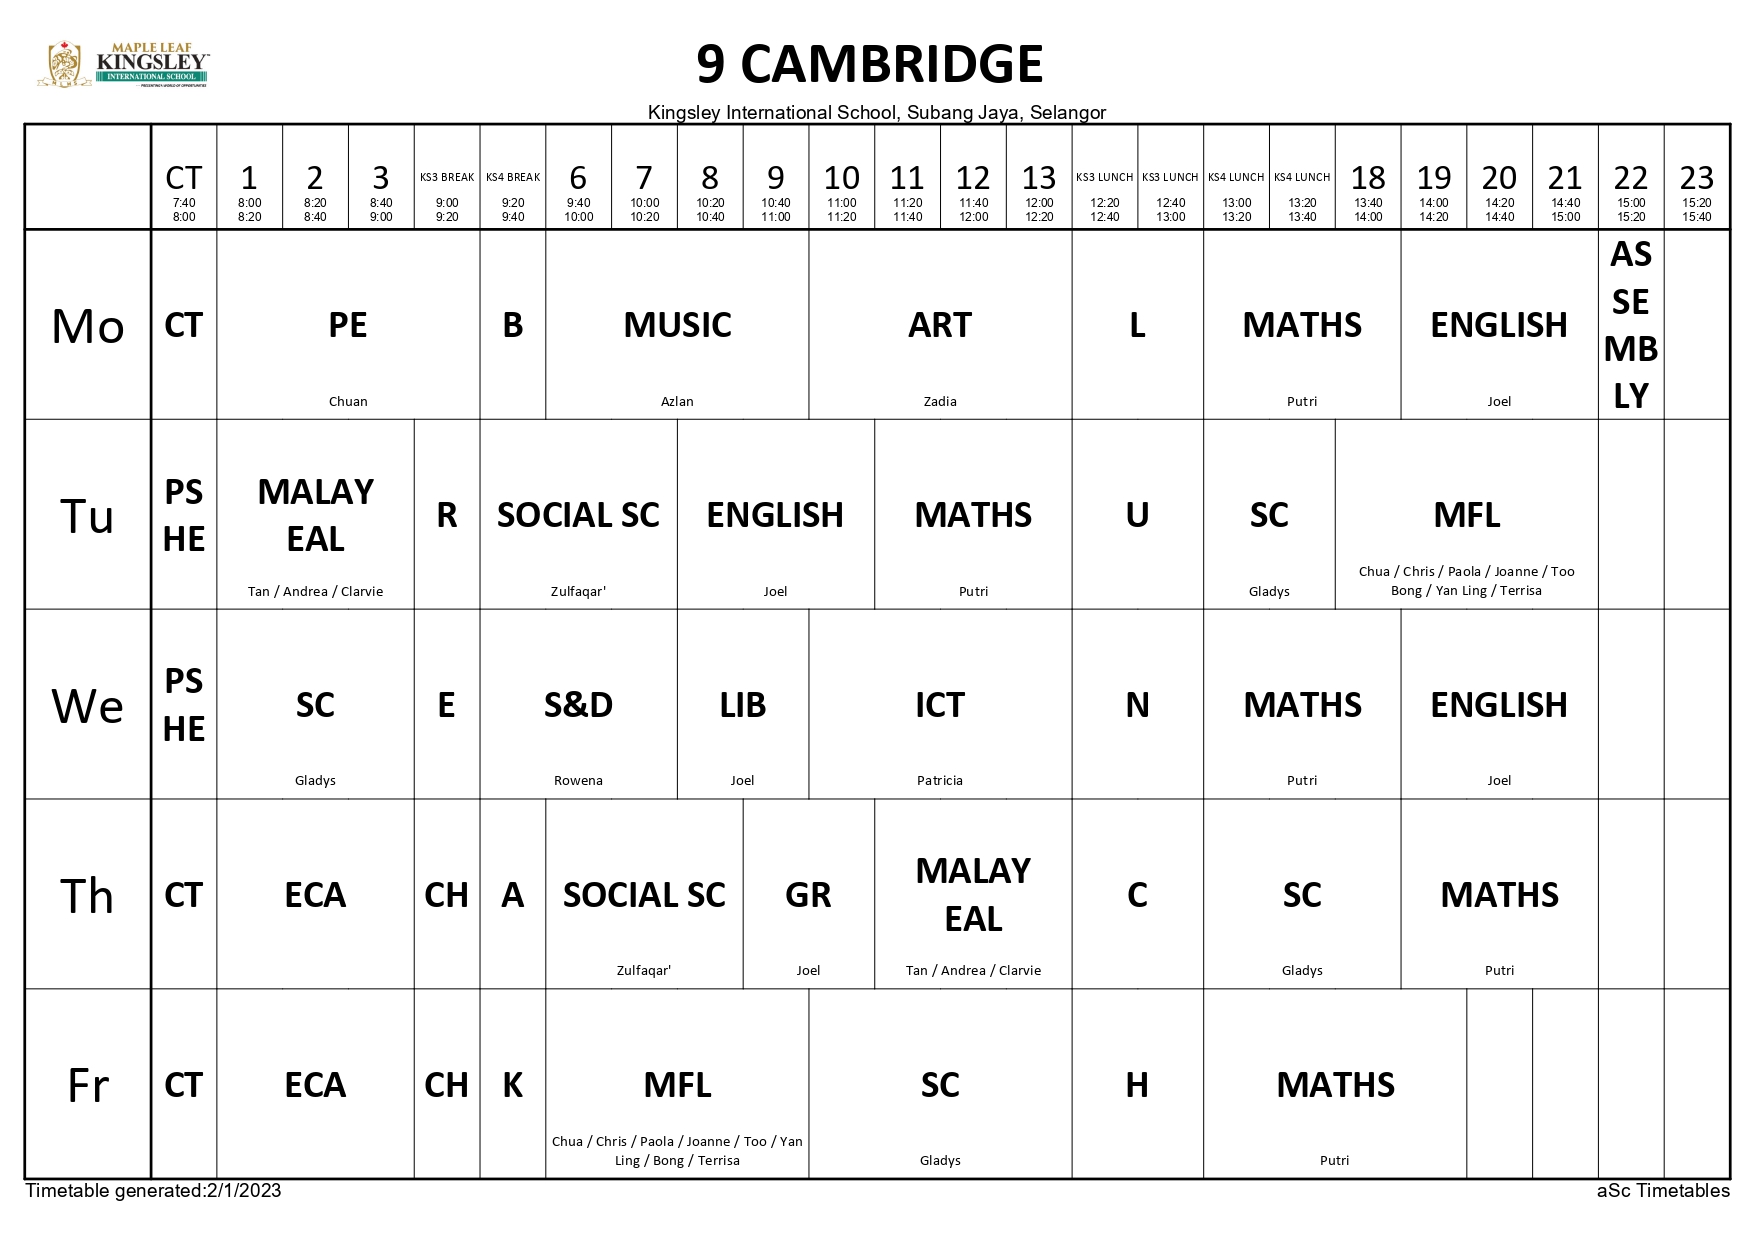 MAPLE LEAF
KINGSLEY™
INTERNATIONAL SCHOOL
9 CAMBRIDGE
Kingsley International School, Subang Jaya, Selangor
CT 1 2 3 KS3 BREAK KS4 BREAK 6 7 8 9 10 11 12 13 KS3 LUNCH KS3 LUNCH KS4 LUNCH KS4 LUNCH 18 19 20 21 22 23
7:40 8:00 8:20 8:40 9:00 9:20 9:40 10:00 10:20 10:40 11:00 11:20 11:40 12:00 12:20 12:40 13:00 13:20 13:40 14:00 14:20 14:40 15:00 15:20
8:00 8:20 8:40 9:00 9:20 9:40 10:00 10:20 10:40 11:00 11:20 11:40 12:00 12:20 12:40 13:00 13:20 13:40 14:00 14:20 14:40 15:00 15:20 15:40
Mo CT PE B MUSIC ART L MATHS ENGLISH AS
SE
MB
LY
Chuan Azlan Zadia Putri Joel
Tu PS
HE MALAY
EAL R SOCIAL SC ENGLISH MATHS U SC MFL
Tan / Andrea / Clarvie Zulfaqar' Joel Putri Gladys Chua / Chris / Paola / Joanne / Too
Bong / Yan Ling / Terrisa
We PS
HE SC E S&D LIB ICT N MATHS ENGLISH
Gladys Rowena Joel Patricia Putri Joel
Th CT ECA CH A SOCIAL SC GR MALAY
EAL C SC MATHS
Zulfaqar' Joel Tan / Andrea / Clarvie Gladys Putri
Fr CT ECA CH K MFL SC H MATHS
Chua / Chris / Paola / Joanne / Too / Yan
Ling / Bong / Terrisa Gladys Putri
Timetable generated:2/1/2023
aSc Timetables